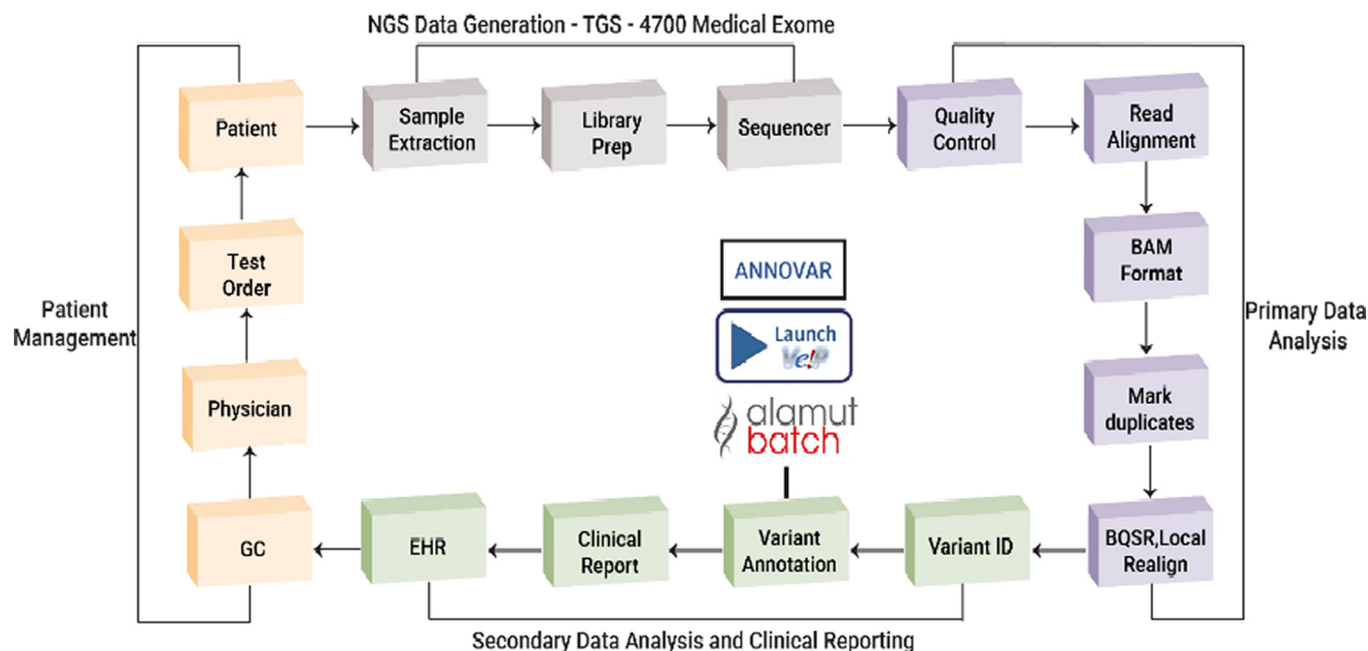 NGS Data Generation - TGS - 4700 Medical Exome
Patient
Sample
Extraction
Library
Prep
Sequencer
Quality
Control
Read
Alignment
Test
Order
ANNOVAR
BAM
Format
Patient
Management
Launch
Ve!P
Primary Data
Analysis
Physician
alamut
batch
Mark
duplicates
GC
EHR
Clinical
Report
Variant
Annotation
Variant ID
BQSR,Local
Realign
Secondary Data Analysis and Clinical Reporting